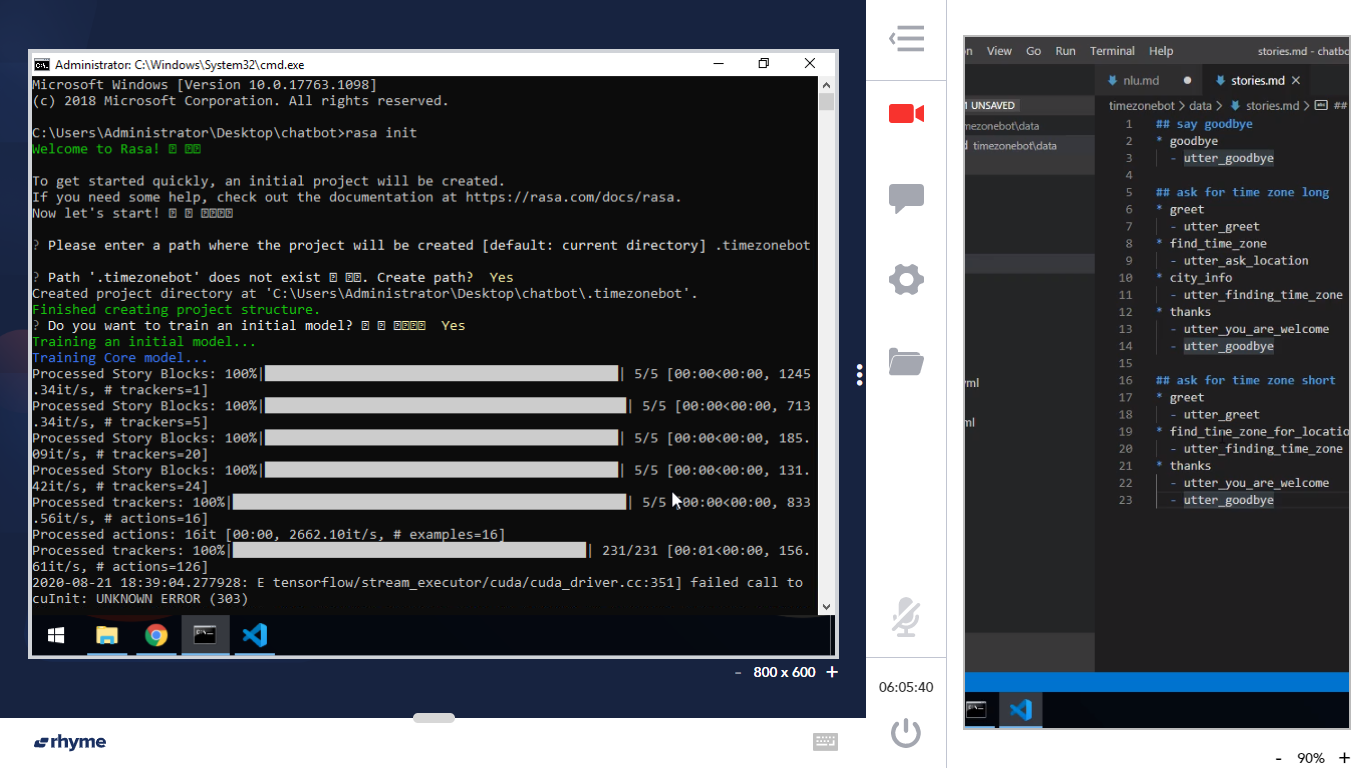 Administrator: C:\Windows\System32\cmd.exe
Microsoft Windows [Version 10.0.17763.1098]
(c) 2018 Microsoft Corporation. All rights reserved.
C:\Users\Administrator\Desktop\chatbot>rasa init
Welcome to Rasa!
To get started quickly, an initial project will be created.
If you need some help, check out the documentation at https://rasa.com/docs/rasa.
Now let's start!
? Please enter a path where the project will be created [default: current directory] .timezonebot
? Path '.timezonebot' does not exist . Create path?  Yes
Created project directory at 'C:\Users\Administrator\Desktop\chatbot\.timezonebot'.
Finished creating project structure.
? Do you want to train an initial model?  Yes
Training an initial model...
Training Core model...
Processed Story Blocks: 100%| | 5/5 [00:00<00:00, 1245
.34it/s, # trackers=1]
Processed Story Blocks: 100%| | 5/5 [00:00<00:00, 713
.34it/s, # trackers=5]
Processed Story Blocks: 100%| | 5/5 [00:00<00:00, 185.
09it/s, # trackers=20]
Processed Story Blocks: 100%| | 5/5 [00:00<00:00, 131.
42it/s, # trackers=24]
Processed trackers: 100%| | 5/5 [00:00<00:00, 833
.56it/s, # actions=16]
Processed actions: 16it [00:00, 2662.10it/s, # examples=16]
Processed trackers: 100%| | 231/231 [00:01<00:00, 156.
61it/s, # actions=126]
2020-08-21 18:39:04.277928: E tensorflow/stream_executor/cuda/cuda_driver.cc:351] failed call to
cuInit: UNKNOWN ERROR (303)
- 800 x 600 +
rhyme
06:05:40
on View Go Run Terminal Help stories.md - chatbo
nlu.md ● stories.md ×
1 UNSAVED
timezonebot > data > stories.md > ##
mezonebot\data
d timezonebot\data
ml
ml
1 ## say goodbye
2 * goodbye
3 - utter_goodbye
4
5 ## ask for time zone long
6 * greet
7 - utter_greet
8 * find_time_zone
9 - utter_ask_location
10 * city_info
11 - utter_finding_time_zone
12 * thanks
13 - utter_you_are_welcome
14 - utter_goodbye
15
16 ## ask for time zone short
17 * greet
18 - utter_greet
19 * find_time_zone_for_locatio
20 - utter_finding_time_zone
21 * thanks
22 - utter_you_are_welcome
23 - utter_goodbye
- 90% +